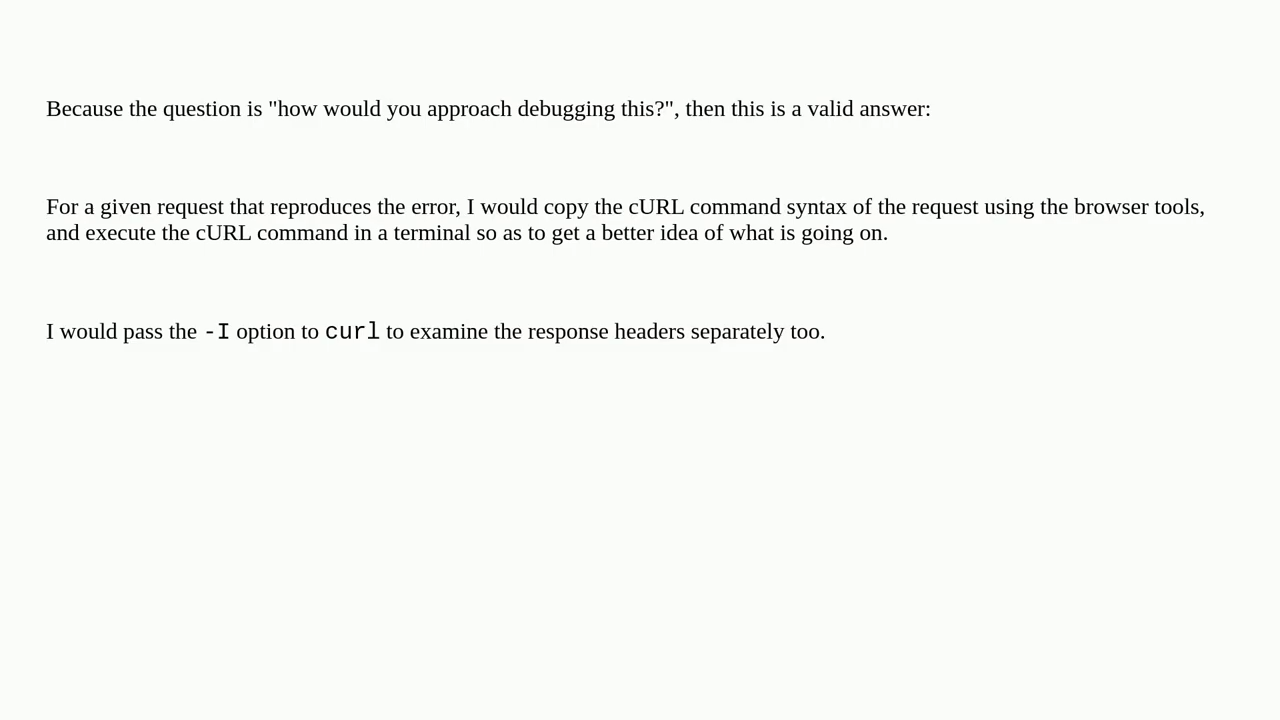 Because the question is "how would you approach debugging this?", then this is a valid answer:
For a given request that reproduces the error, I would copy the cURL command syntax of the request using the browser tools,
and execute the cURL command in a terminal so as to get a better idea of what is going on.
I would pass the -I option to curl to examine the response headers separately too.